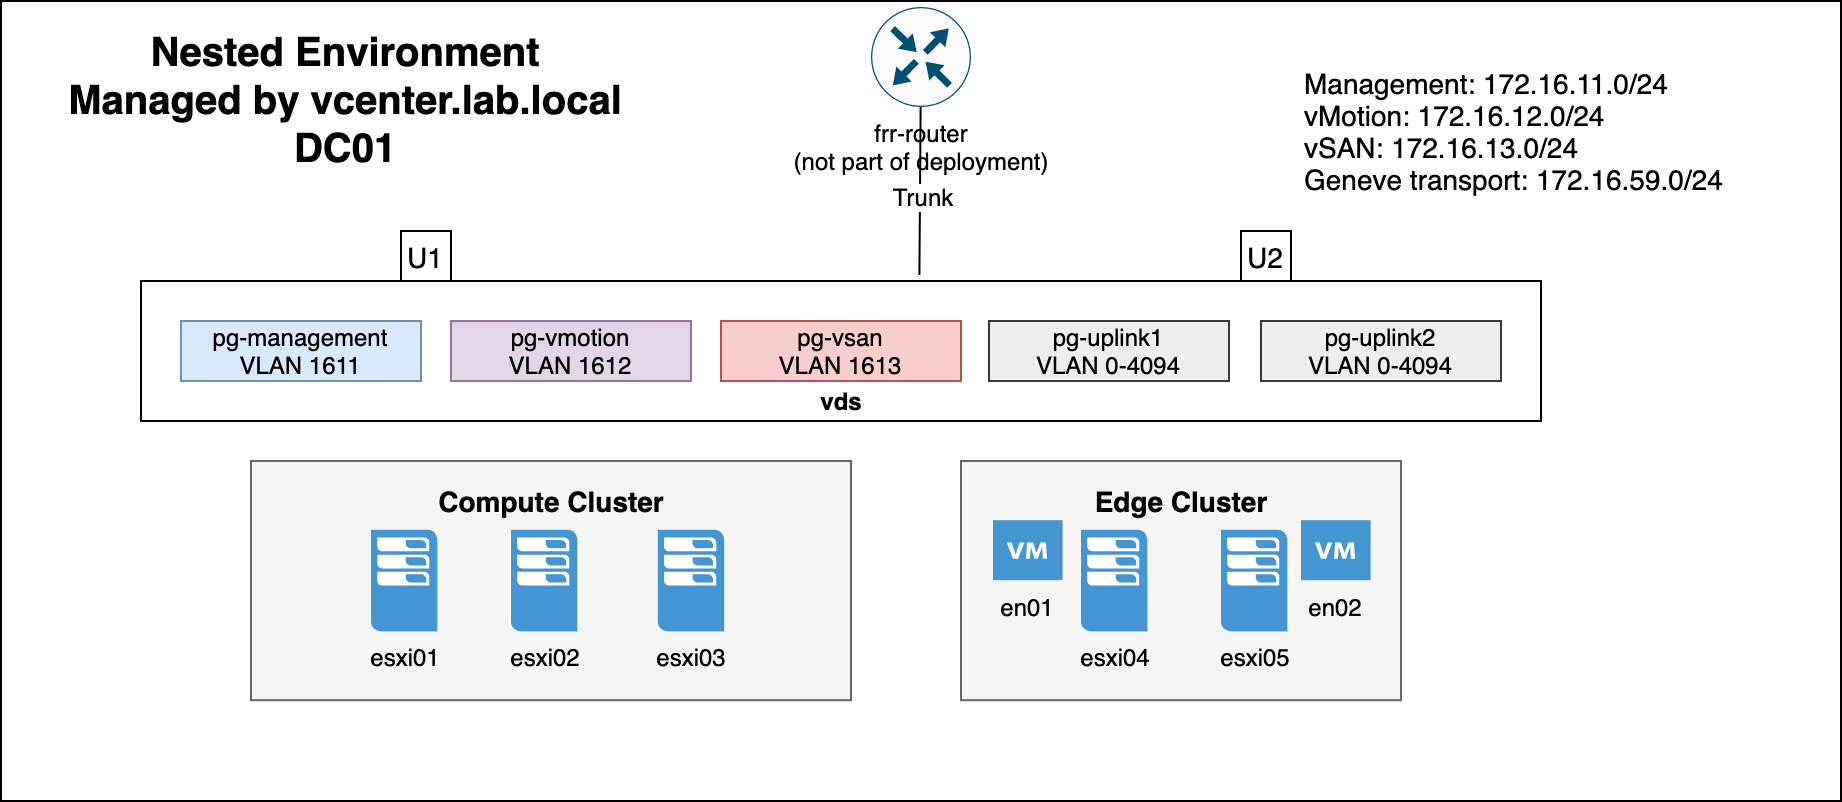 Nested Environment
Managed by vcenter.lab.local
DC01
frr-router
(not part of deployment)
Trunk
Management: 172.16.11.0/24
vMotion: 172.16.12.0/24
vSAN: 172.16.13.0/24
Geneve transport: 172.16.59.0/24
U1
U2
pg-management
VLAN 1611
pg-vmotion
VLAN 1612
pg-vsan
VLAN 1613
pg-uplink1
VLAN 0-4094
pg-uplink2
VLAN 0-4094
vds
Compute Cluster
esxi01
esxi02
esxi03
Edge Cluster
VM
en01
esxi04
esxi05
VM
en02